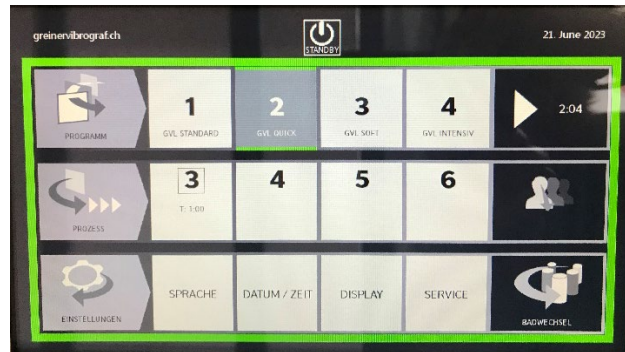 greinervibrograf.ch
STANDBY
21. June 2023
PROGRAMM
1
GVL STANDARD
2
GVL QUICK
3
GVL SOFT
4
GVL INTENSIV
2:04
PROZESS
3
T: 1:00
4
5
6
EINSTELLUNGEN
SPRACHE
DATUM / ZEIT
DISPLAY
SERVICE
BADWECHSEL